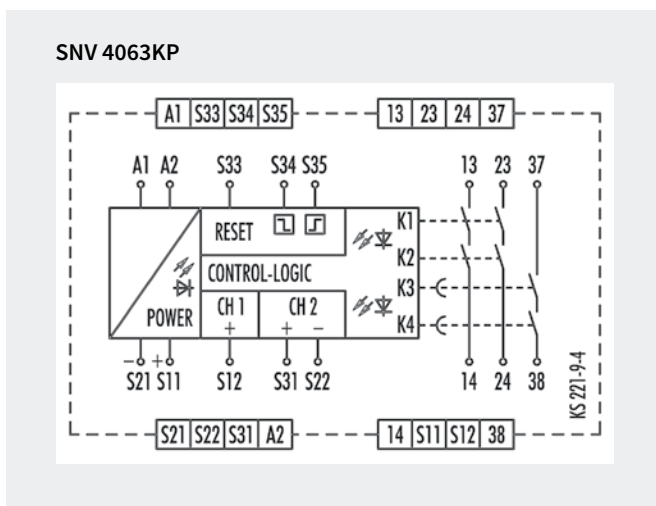 SNV 4063KP
A1 S33 S34 S35 13 23 24 37
A1 A2 S33 S34 S35 13 23 37
RESET K1
K2
CONTROL-LOGIC
K3
POWER CH 1 CH 2
+ + − K4
− +
S21 S11 S12 S31 S22 14 24 38
KS 221-9-4
S21 S22 S31 A2 14 S11 S12 38